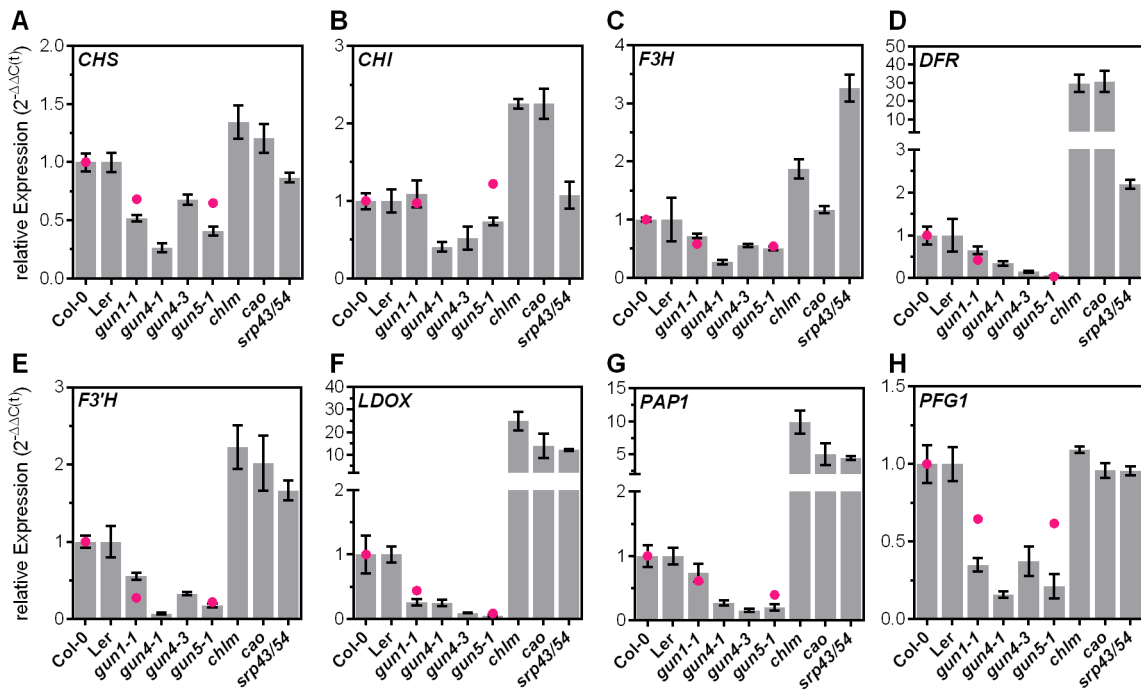 A
B
C
D
relative Expression (2^-ΔΔC(t))
2.0
1.5
1.0
0.5
0.0
CHS
Col-0
Ler
gun1-1
gun4-1
gun4-3
gun5-1
chlm
cao
srp43/54
3
2
1
0
CHI
Col-0
Ler
gun1-1
gun4-1
gun4-3
gun5-1
chlm
cao
srp43/54
4
3
2
1
0
F3H
Col-0
Ler
gun1-1
gun4-1
gun4-3
gun5-1
chlm
cao
srp43/54
50
40
30
20
10
3
2
1
0
DFR
Col-0
Ler
gun1-1
gun4-1
gun4-3
gun5-1
chlm
cao
srp43/54
E
F
G
H
relative Expression (2^-ΔΔC(t))
3
2
1
0
F3'H
Col-0
Ler
gun1-1
gun4-1
gun4-3
gun5-1
chlm
cao
srp43/54
40
30
20
10
2
1
0
LDOX
Col-0
Ler
gun1-1
gun4-1
gun4-3
gun5-1
chlm
cao
srp43/54
15
10
5
2
1
0
PAP1
Col-0
Ler
gun1-1
gun4-1
gun4-3
gun5-1
chlm
cao
srp43/54
1.5
1.0
0.5
0.0
PFG1
Col-0
Ler
gun1-1
gun4-1
gun4-3
gun5-1
chlm
cao
srp43/54